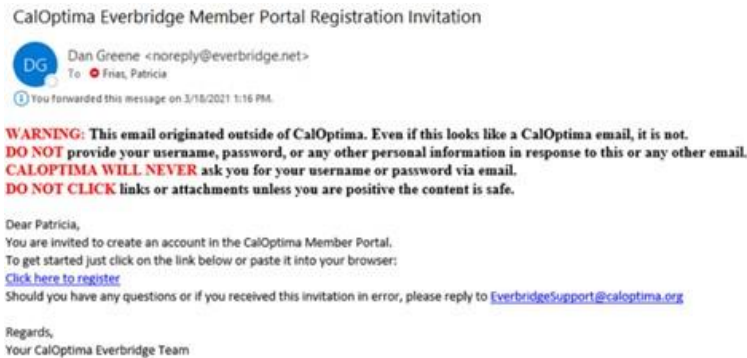 CalOptima Everbridge Member Portal Registration Invitation
DG
Dan Greene <noreply@everbridge.net>
To Frias, Patricia
You forwarded this message on 3/18/2021 1:16 PM.
WARNING: This email originated outside of CalOptima. Even if this looks like a CalOptima email, it is not.
DO NOT provide your username, password, or any other personal information in response to this or any other email.
CALOPTIMA WILL NEVER ask you for your username or password via email.
DO NOT CLICK links or attachments unless you are positive the content is safe.
Dear Patricia,
You are invited to create an account in the CalOptima Member Portal.
To get started just click on the link below or paste it into your browser:
Click here to register
Should you have any questions or if you received this invitation in error, please reply to EverbridgeSupport@caloptima.org
Regards,
Your CalOptima Everbridge Team